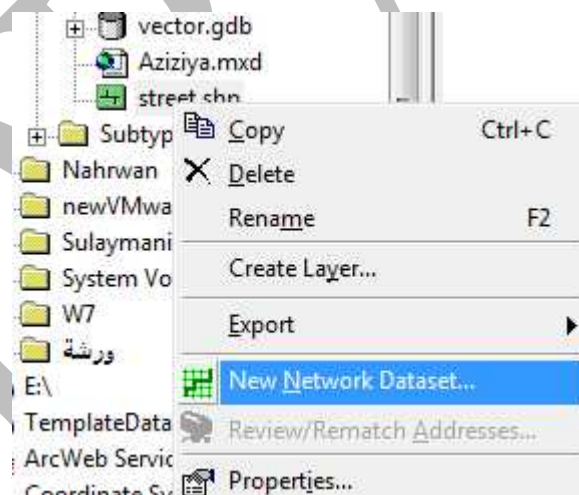 vector.gdb
Aziziya.mxd
street.shp
Subtyp
Nahrwan
newVMwa
Sulaymani
System Vo
W7
ورشة
E:\
TemplateData
ArcWeb Servic
Coordinate Sy
Copy Ctrl+C
Delete
Rename F2
Create Layer...
Export
New Network Dataset...
Review/Rematch Addresses...
Properties...